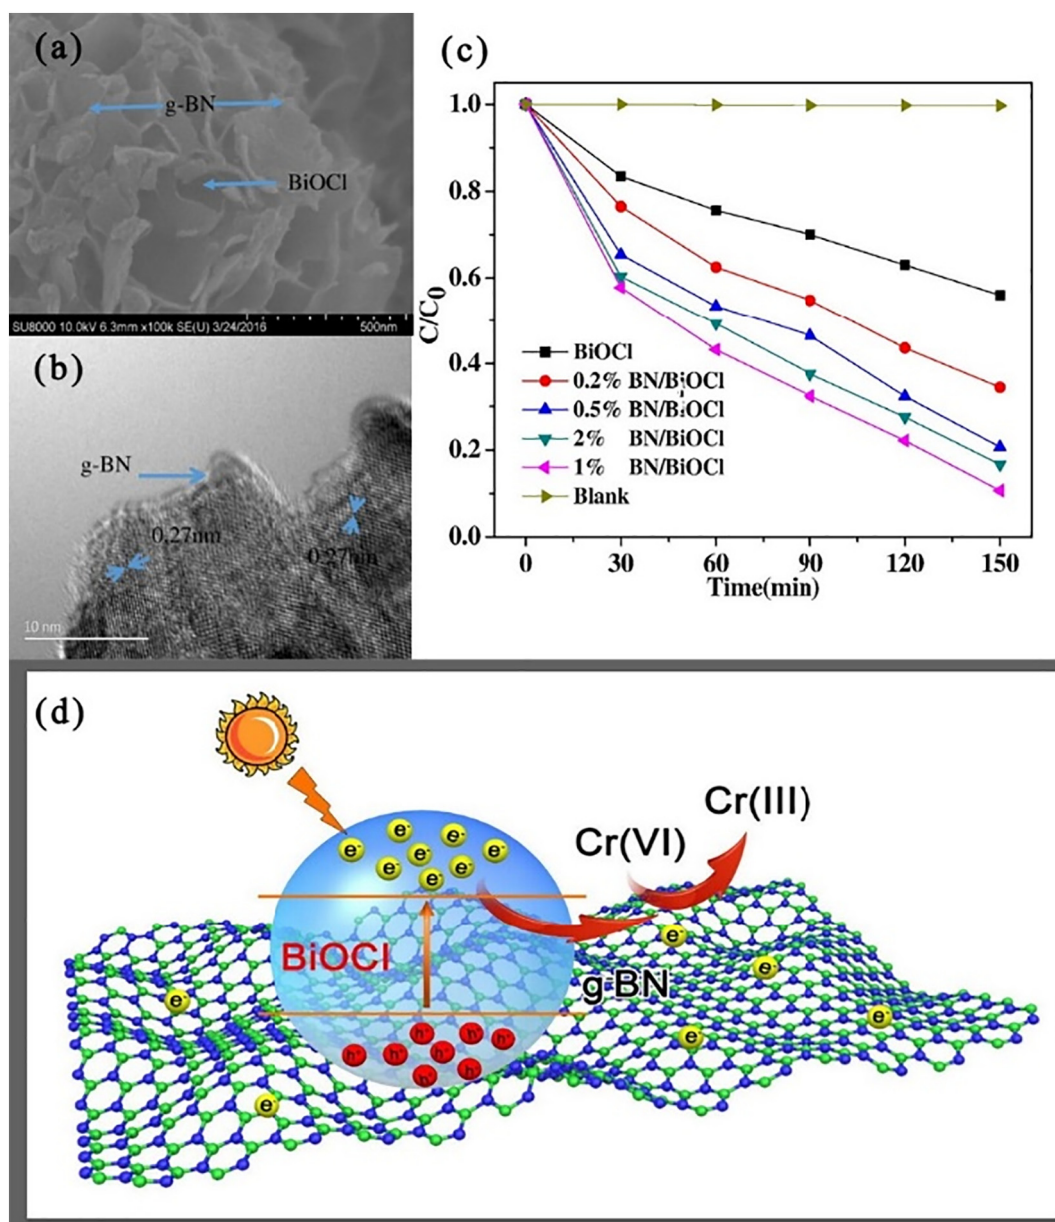 (a)
g-BN
BiOCl
SU8000 10.0kV 6.3mm x100k SE(U) 3/24/2016 500nm
(b)
g-BN
0.27nm
0.27nm
10 nm
(c)
1.0
0.8
0.6
0.4
0.2
0.0
C/C0
BiOCl
0.2% BN/BiOCl
0.5% BN/BiOCl
2% BN/BiOCl
1% BN/BiOCl
Blank
0 30 60 90 120 150
Time(min)
(d)
Cr(III)
Cr(VI)
e- e- e- e- e- e- e- e- e-
BiOCl
g BN
e- e- e- e- e- e
h+ h+ h+ h+ h+ h+ h+ h+ h+